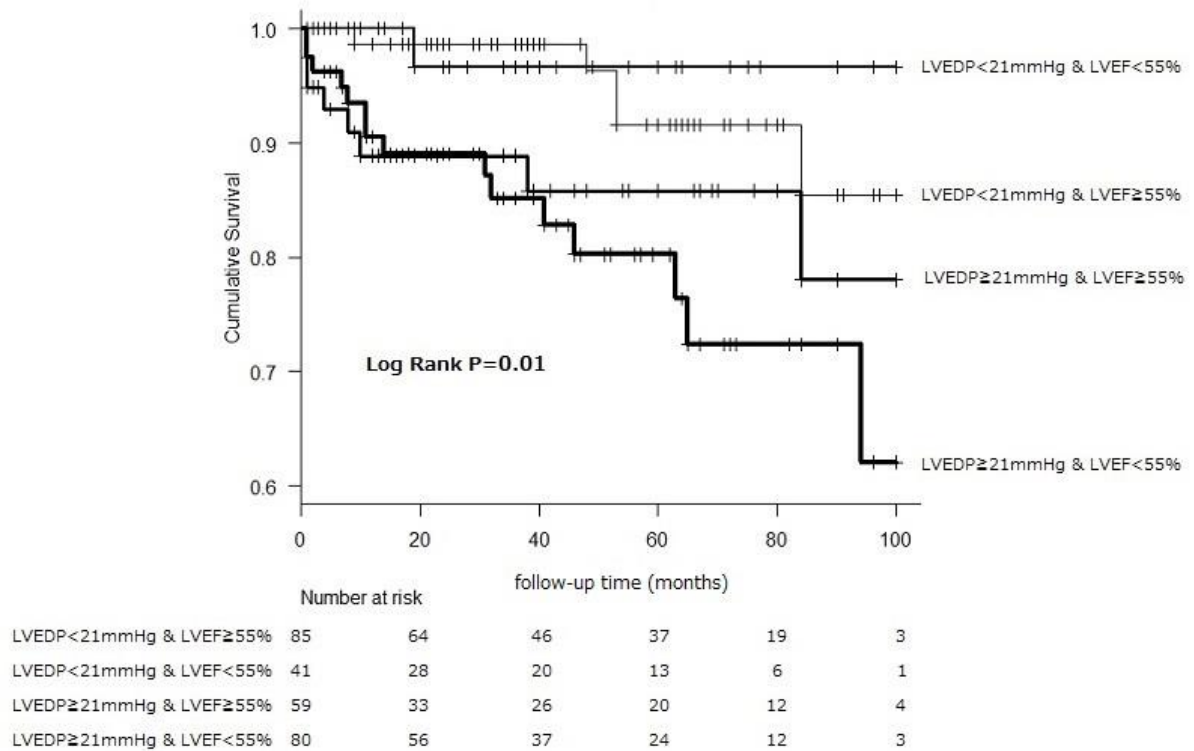 1.0
LVEDP<21mmHg & LVEF<55%
0.9
LVEDP<21mmHg & LVEF≧55%
Cumulative Survival
0.8
LVEDP≧21mmHg & LVEF≧55%
Log Rank P=0.01
0.7
LVEDP≧21mmHg & LVEF<55%
0.6
0 20 40 60 80 100
follow-up time (months)
Number at risk
LVEDP<21mmHg & LVEF≧55% 85 64 46 37 19 3
LVEDP<21mmHg & LVEF<55% 41 28 20 13 6 1
LVEDP≧21mmHg & LVEF≧55% 59 33 26 20 12 4
LVEDP≧21mmHg & LVEF<55% 80 56 37 24 12 3